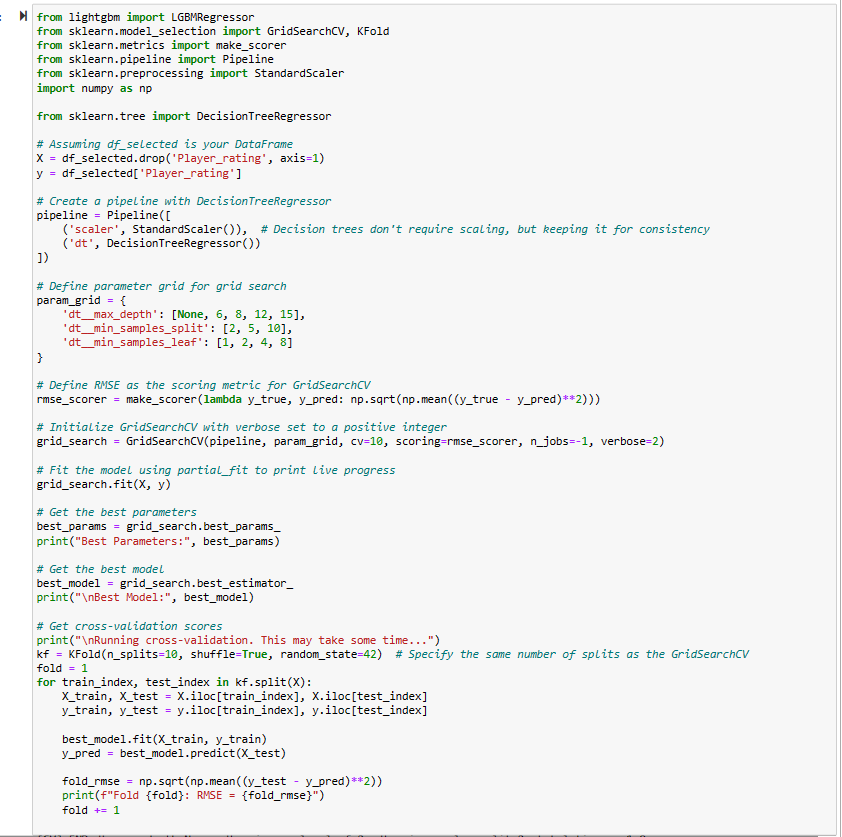 from lightgbm import LGBMRegressor
from sklearn.model_selection import GridSearchCV, KFold
from sklearn.metrics import make_scorer
from sklearn.pipeline import Pipeline
from sklearn.preprocessing import StandardScaler
import numpy as np

from sklearn.tree import DecisionTreeRegressor

# Assuming df_selected is your DataFrame
X = df_selected.drop('Player_rating', axis=1)
y = df_selected['Player_rating']

# Create a pipeline with DecisionTreeRegressor
pipeline = Pipeline([
    ('scaler', StandardScaler()),  # Decision trees don't require scaling, but keeping it for consistency
    ('dt', DecisionTreeRegressor())
])

# Define parameter grid for grid search
param_grid = {
    'dt__max_depth': [None, 6, 8, 12, 15],
    'dt__min_samples_split': [2, 5, 10],
    'dt__min_samples_leaf': [1, 2, 4, 8]
}

# Define RMSE as the scoring metric for GridSearchCV
rmse_scorer = make_scorer(lambda y_true, y_pred: np.sqrt(np.mean((y_true - y_pred)**2)))

# Initialize GridSearchCV with verbose set to a positive integer
grid_search = GridSearchCV(pipeline, param_grid, cv=10, scoring=rmse_scorer, n_jobs=-1, verbose=2)

# Fit the model using partial_fit to print live progress
grid_search.fit(X, y)

# Get the best parameters
best_params = grid_search.best_params_
print("Best Parameters:", best_params)

# Get the best model
best_model = grid_search.best_estimator_
print("\nBest Model:", best_model)

# Get cross-validation scores
print("\nRunning cross-validation. This may take some time...")
kf = KFold(n_splits=10, shuffle=True, random_state=42)  # Specify the same number of splits as the GridSearchCV
fold = 1
for train_index, test_index in kf.split(X):
    X_train, X_test = X.iloc[train_index], X.iloc[test_index]
    y_train, y_test = y.iloc[train_index], y.iloc[test_index]

    best_model.fit(X_train, y_train)
    y_pred = best_model.predict(X_test)

    fold_rmse = np.sqrt(np.mean((y_test - y_pred)**2))
    print(f"Fold {fold}: RMSE = {fold_rmse}")
    fold += 1